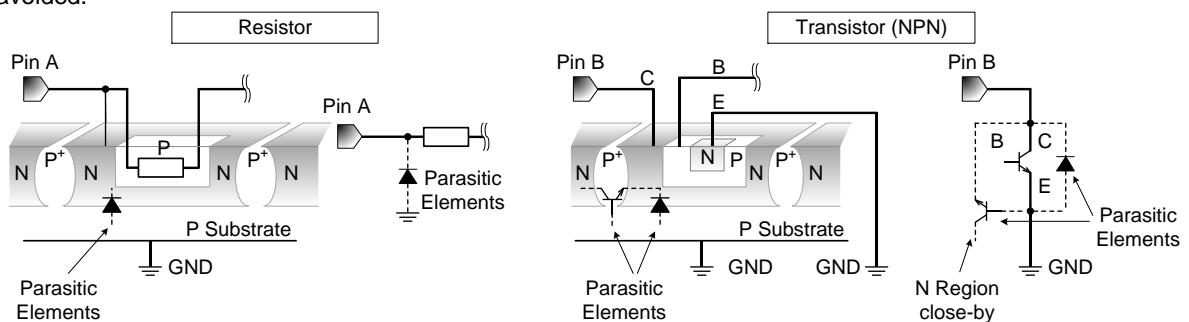 avoided.
Resistor
Transistor (NPN)
Pin A
Pin A
N P+ N P N P+ N
Parasitic
Elements
P Substrate
GND
Parasitic
Elements
Pin B
C
B
E
N P+ N N P N P+ N
P Substrate
GND
GND
Parasitic
Elements
Pin B
B
C
E
Parasitic
Elements
GND
N Region
close-by